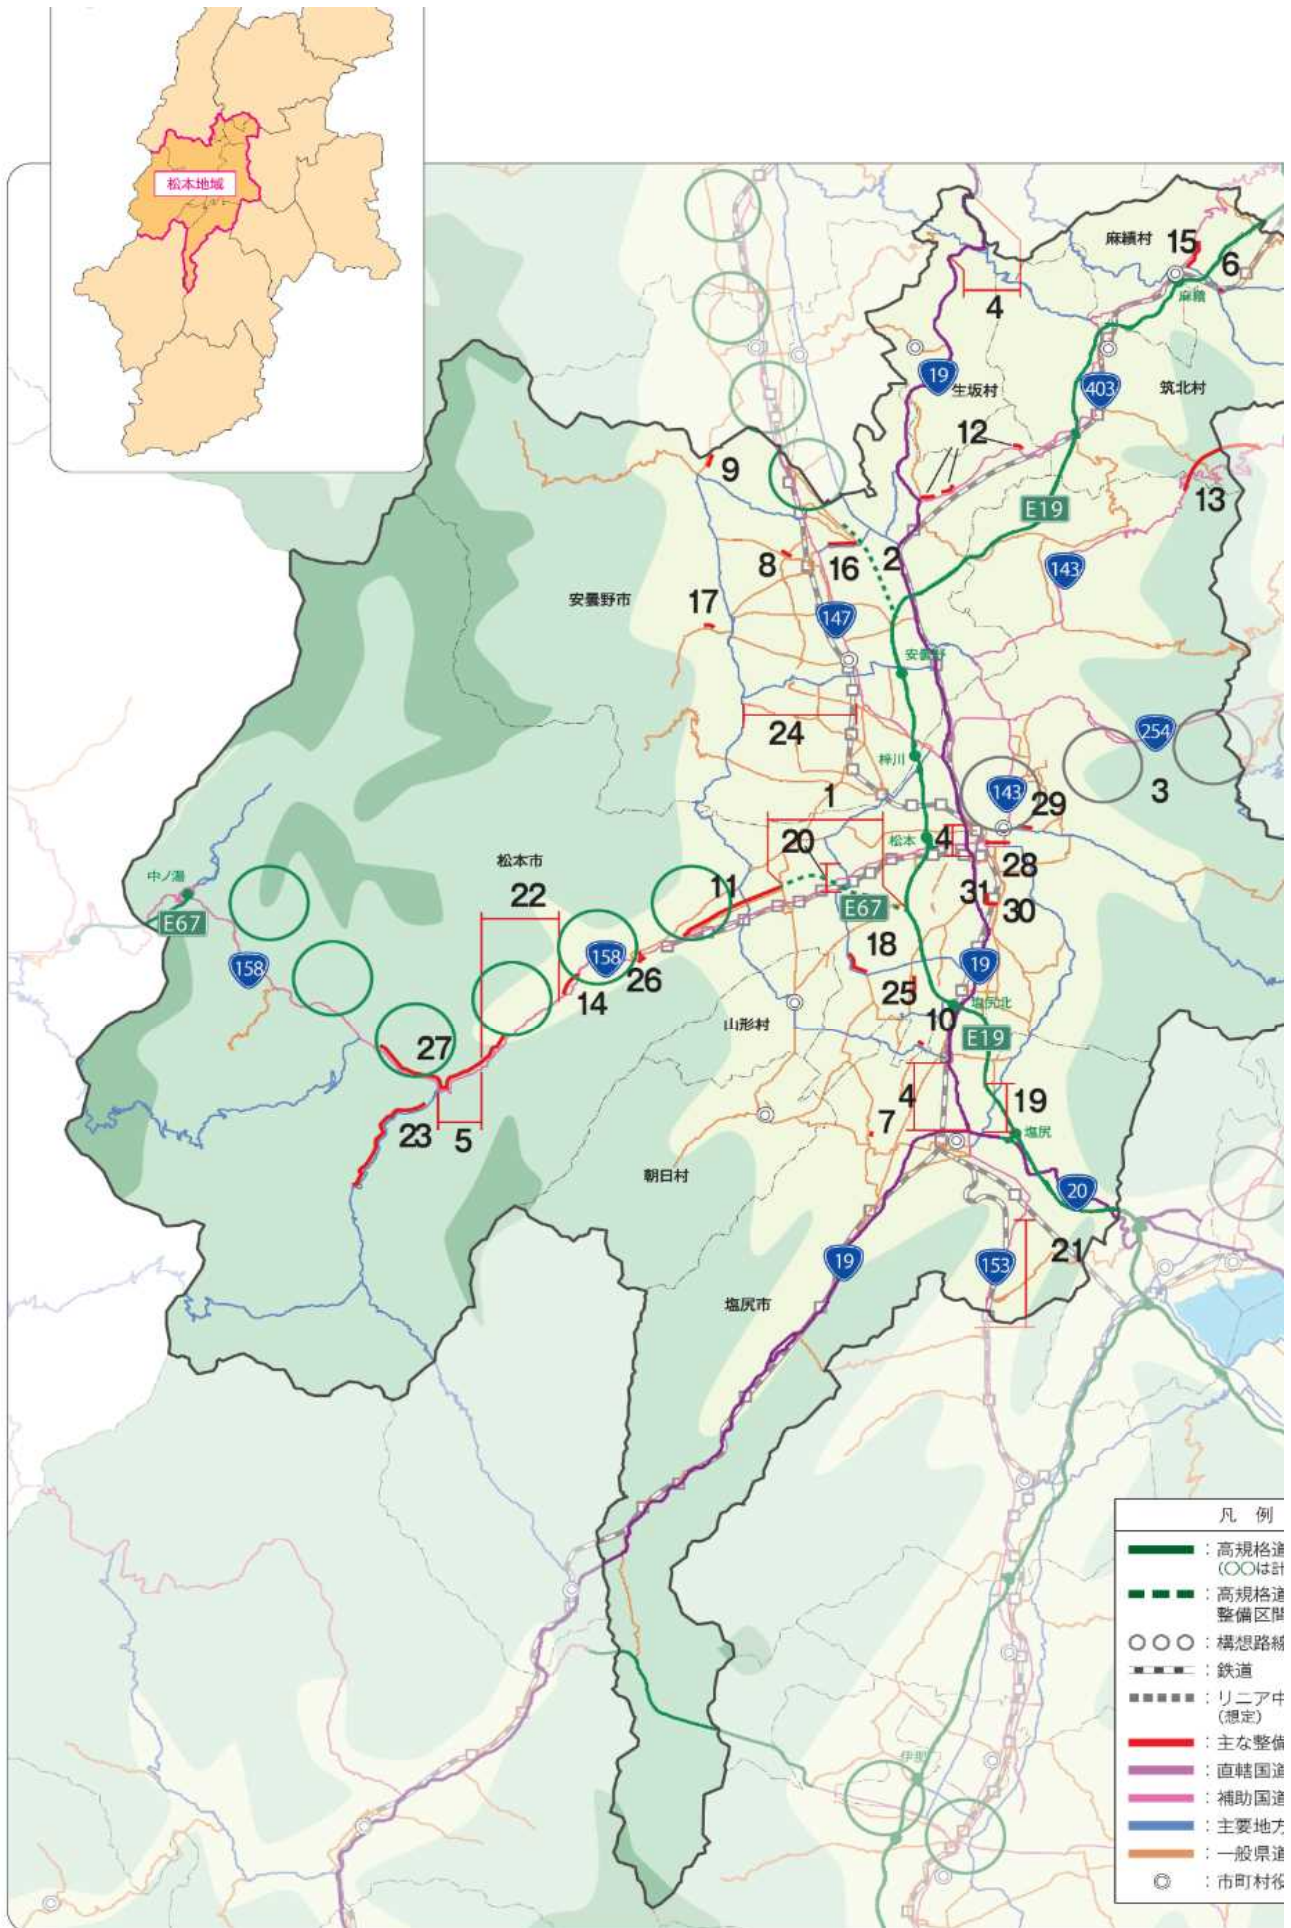 松本地域
麻績村
15
6
麻績
4
19
生坂村
403
筑北村
12
9
13
E19
8
16
2
143
安曇野市
17
147
安曇野
24
254
梓川
1
143
29
3
20
松本
4
28
松本市
中ノ湯
22
11
31
30
E67
E67
18
158
158
26
19
25
14
塩尻北
山形村
10
27
E19
4
19
7
23
5
塩尻
朝日村
20
21
19
153
塩尻市
凡 例
：高規格道
（〇〇は計
：高規格道
整備区間
：構想路線
：鉄道
：リニア中
（想定）
：主な整備
：直轄国道
：補助国道
：主要地方
：一般県道
：市町村役
伊那